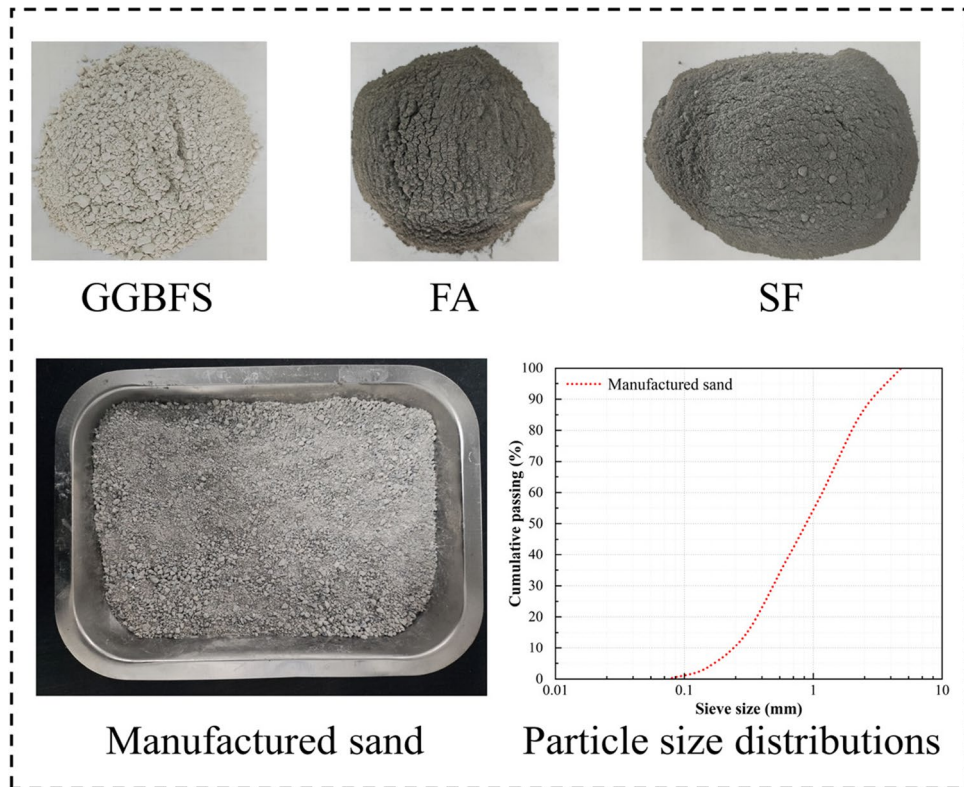 GGBFS
FA
SF
Manufactured sand
Manufactured sand
Cumulative passing (%)
100
90
80
70
60
50
40
30
20
10
0
0.01
0.1
1
10
Sieve size (mm)
Particle size distributions